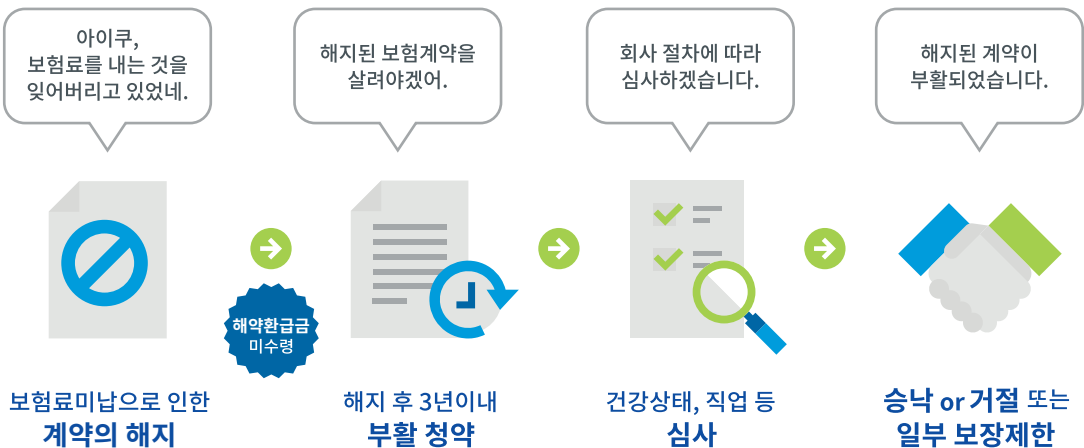 아이쿠,
보험료를 내는 것을
잊어버리고 있었네.
해지된 보험계약을
살려야겠어.
회사 절차에 따라
심사하겠습니다.
해지된 계약이
부활되었습니다.
해약환급금
미수령
보험료미납으로 인한
계약의 해지
해지 후 3년이내
부활 청약
건강상태, 직업 등
심사
승낙 or 거절 또는
일부 보장제한